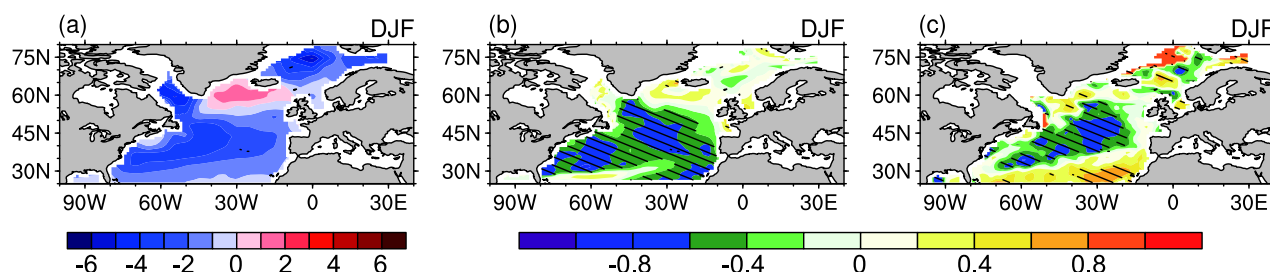 (a) DJF (b) DJF (c) DJF
75N 75N 75N
60N 60N 60N
45N 45N 45N
30N 30N 30N
90W 60W 30W 0 30E 90W 60W 30W 0 30E 90W 60W 30W 0 30E
-6 -4 -2 0 2 4 6 -0.8 -0.4 0 0.4 0.8